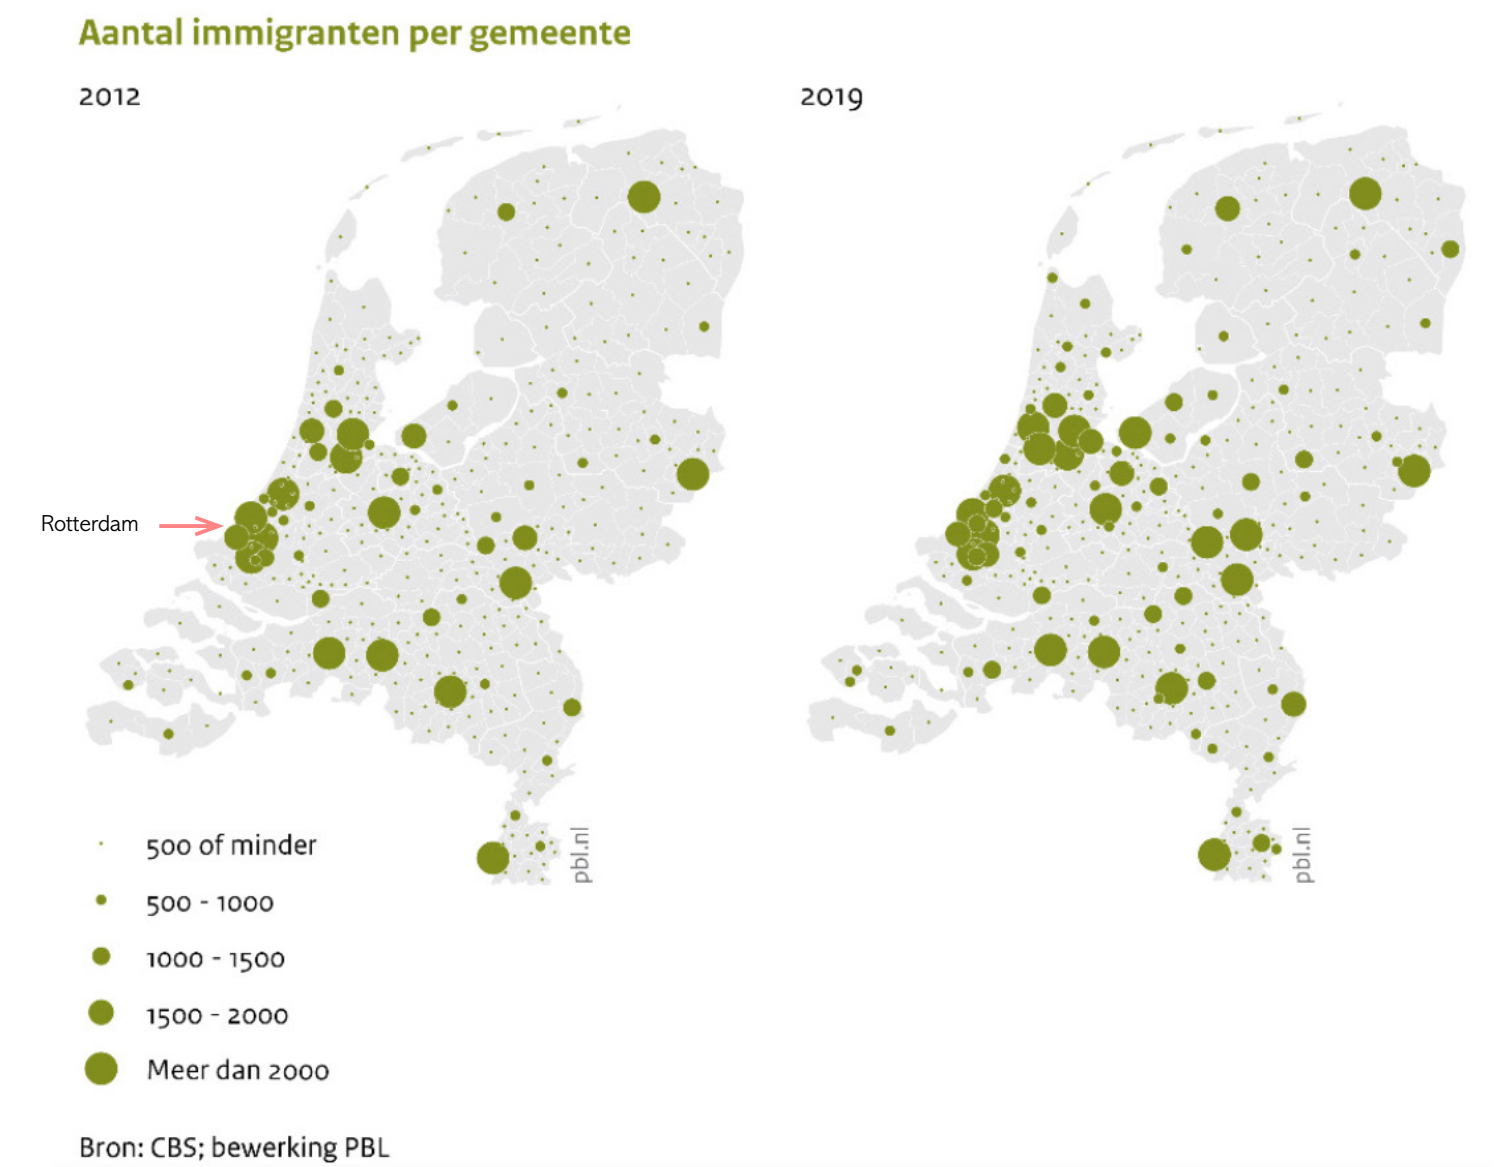 Aantal immigranten per gemeente
2012
2019
Rotterdam
500 of minder
500 - 1000
1000 - 1500
1500 - 2000
Meer dan 2000
pbl.nl
pbl.nl
Bron: CBS; bewerking PBL